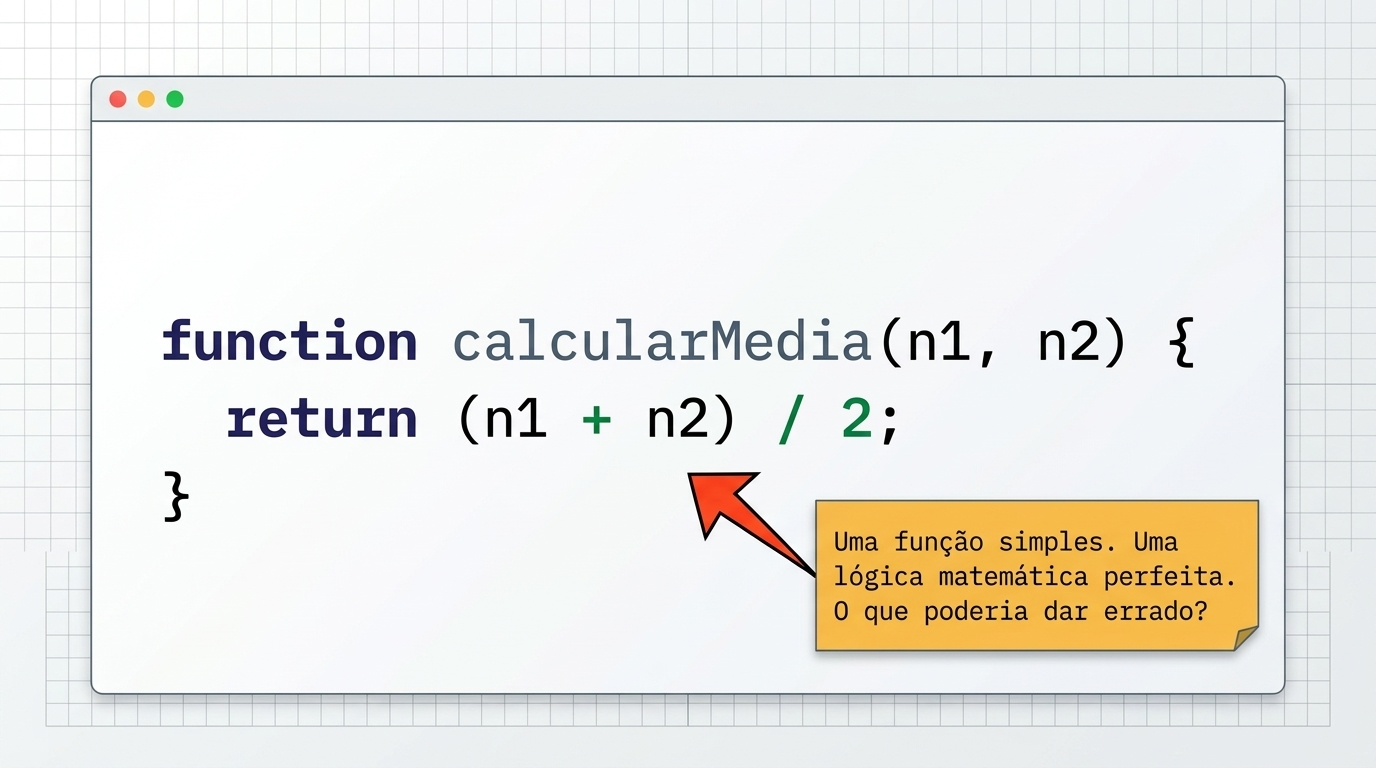 function calcularMedia(n1, n2) {
  return (n1 + n2) / 2;
}
Uma função simples. Uma
lógica matemática perfeita.
O que poderia dar errado?